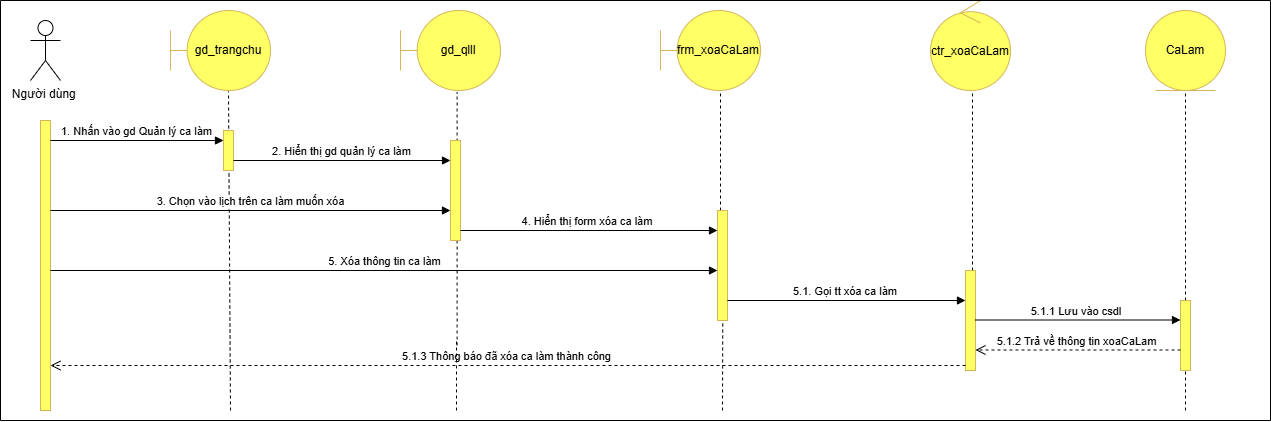 gd_trangchu
gd_qlll
frm_xoaCaLam
ctr_xoaCaLam
CaLam
Người dùng
1. Nhấn vào gd Quản lý ca làm
2. Hiển thị gd quản lý ca làm
3. Chọn vào lịch trên ca làm muốn xóa
4. Hiển thị form xóa ca làm
5. Xóa thông tin ca làm
5.1. Gọi tt xóa ca làm
5.1.1 Lưu vào csdl
5.1.2 Trả về thông tin xoaCaLam
5.1.3 Thông báo đã xóa ca làm thành công